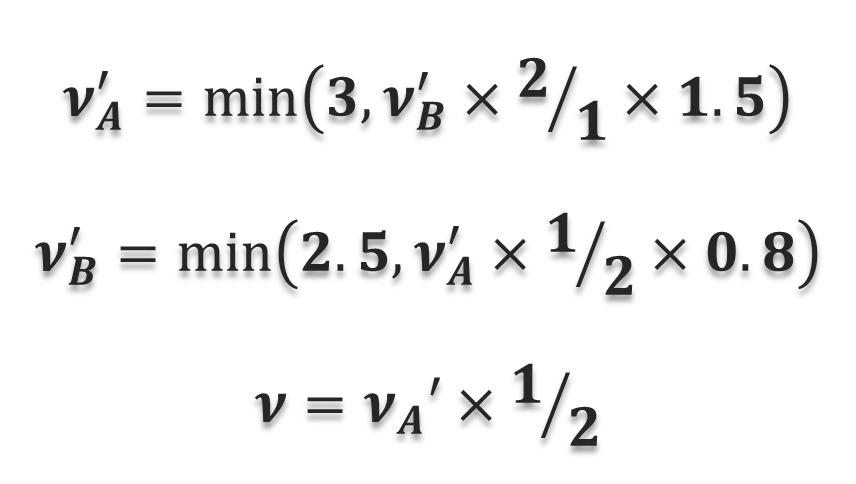 ν′A = min(3, ν′B × 2/1 × 1.5)
ν′B = min(2.5, ν′A × 1/2 × 0.8)
ν = νA′ × 1/2